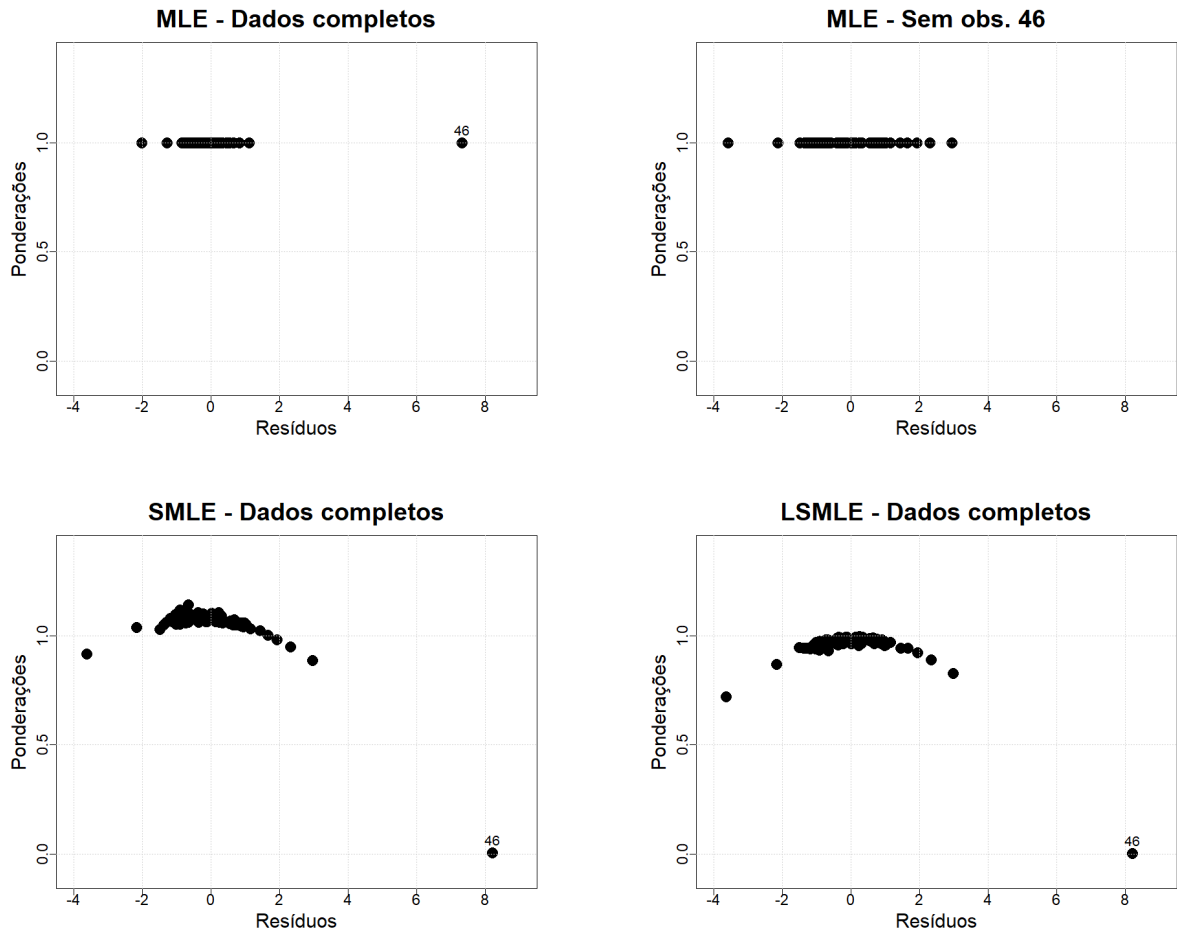 MLE - Dados completos
Ponderações
1.0
0.5
0.0
46
-4 -2 0 2 4 6 8
Resíduos
MLE - Sem obs. 46
Ponderações
1.0
0.5
0.0
-4 -2 0 2 4 6 8
Resíduos
SMLE - Dados completos
Ponderações
1.0
0.5
0.0
46
-4 -2 0 2 4 6 8
Resíduos
LSMLE - Dados completos
Ponderações
1.0
0.5
0.0
46
-4 -2 0 2 4 6 8
Resíduos